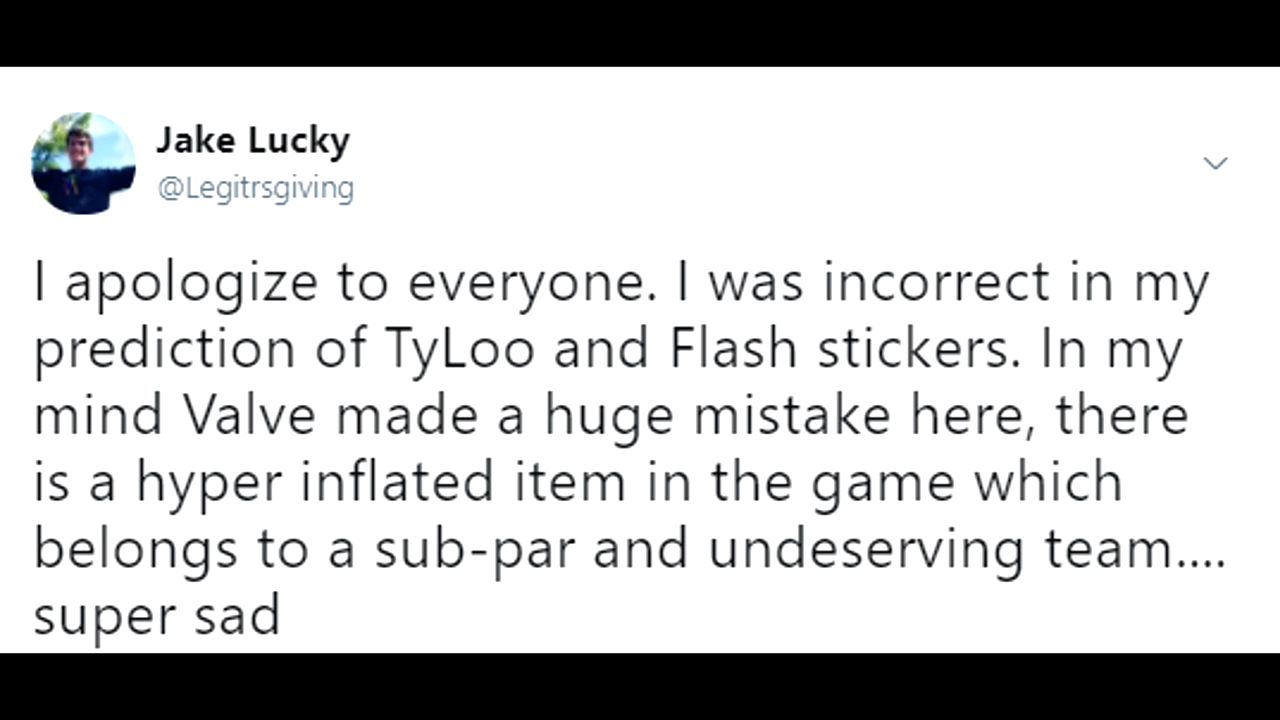 Jake Lucky
@Legitrsgiving
I apologize to everyone. I was incorrect in my
prediction of TyLoo and Flash stickers. In my
mind Valve made a huge mistake here, there
is a hyper inflated item in the game which
belongs to a sub-par and undeserving team....
super sad